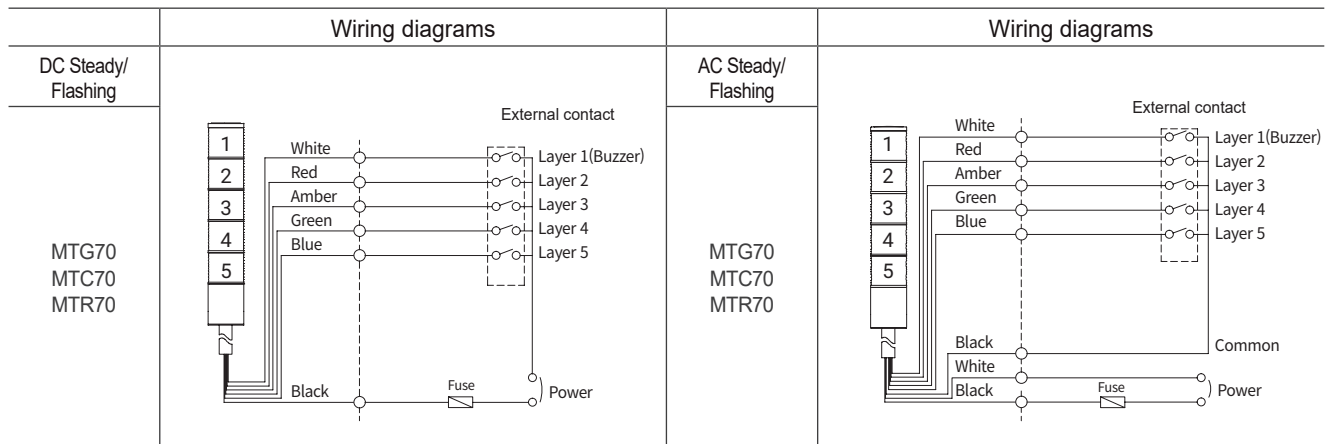 Wiring diagrams
Wiring diagrams
DC Steady/
Flashing
MTG70
MTC70
MTR70
External contact
1
2
3
4
5
White
Red
Amber
Green
Blue
Layer 1(Buzzer)
Layer 2
Layer 3
Layer 4
Layer 5
Black
Fuse
Power
AC Steady/
Flashing
MTG70
MTC70
MTR70
External contact
1
2
3
4
5
White
Red
Amber
Green
Blue
Layer 1(Buzzer)
Layer 2
Layer 3
Layer 4
Layer 5
Black
Common
White
Black
Fuse
Power